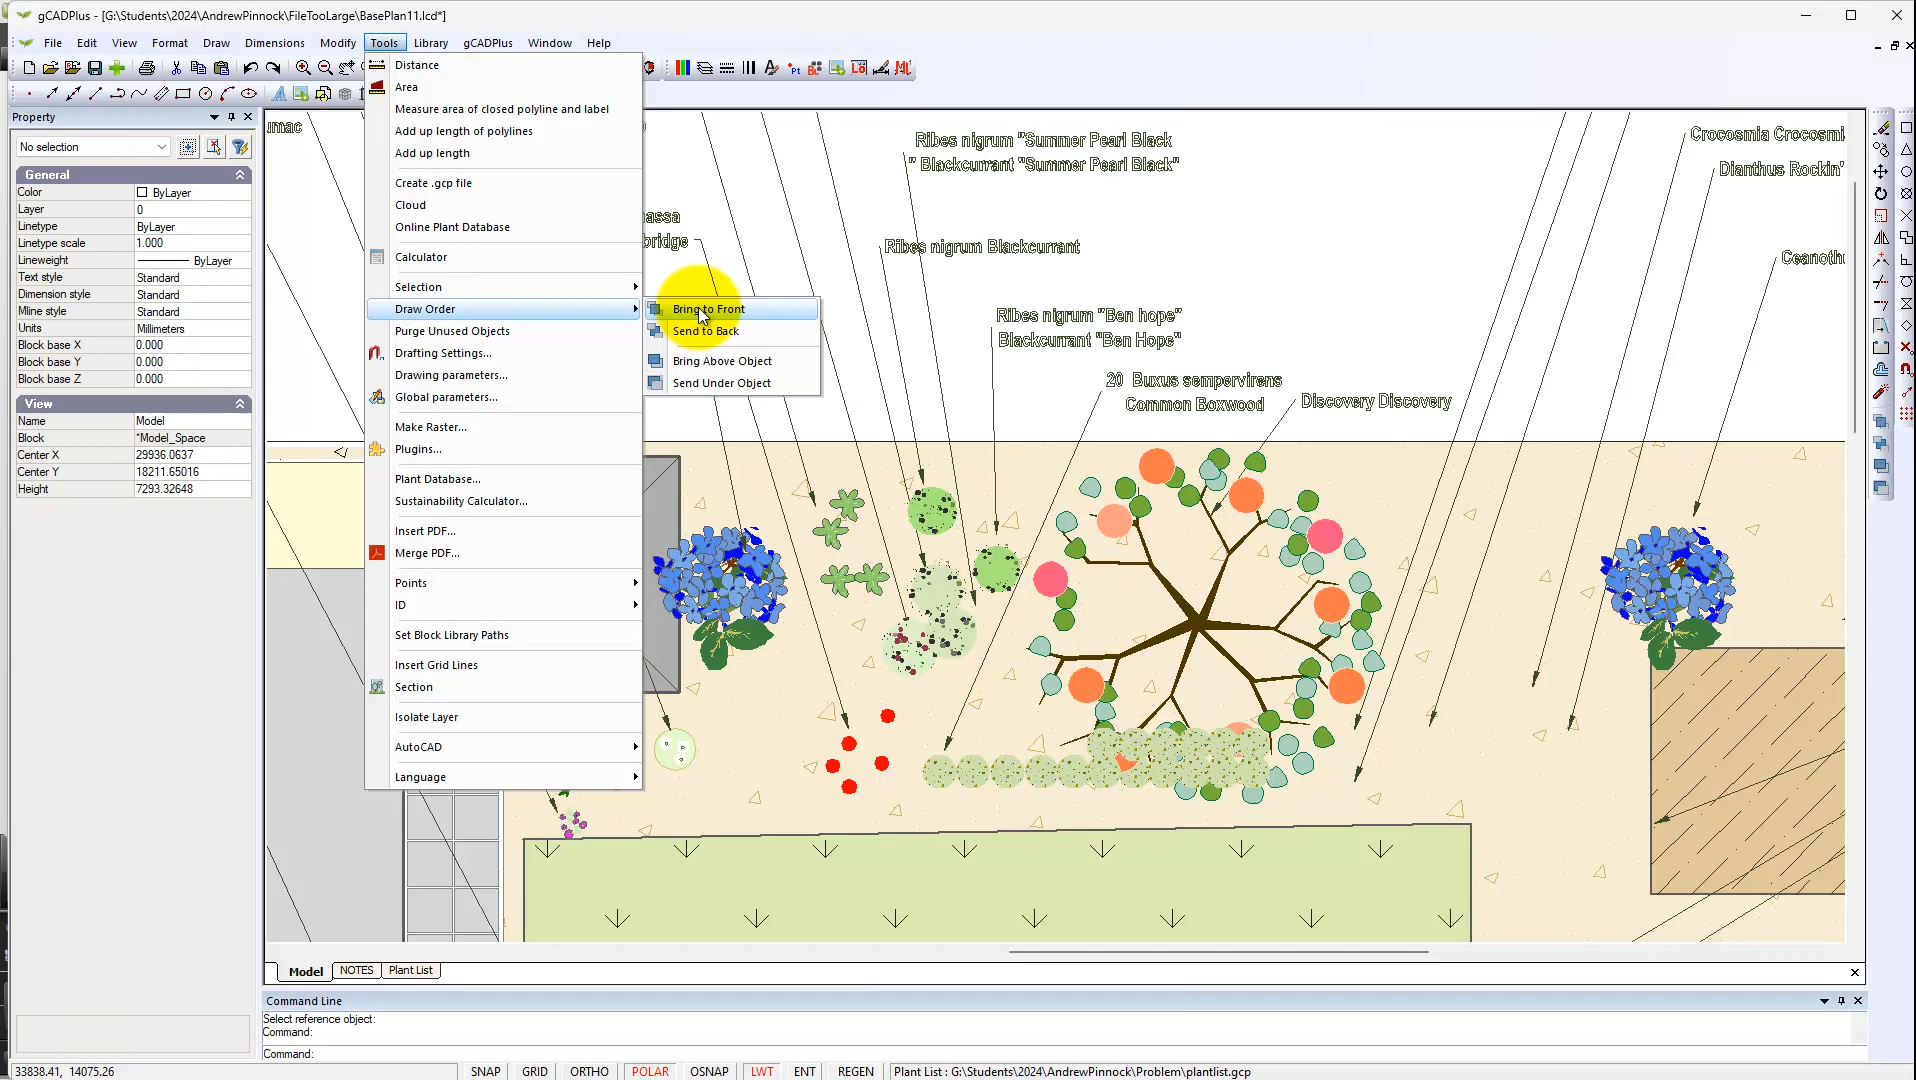 gCADPlus - [G:\Students\2024\AndrewPinnock\FileTooLarge\BasePlan11.lcd*]
File Edit View Format Draw Dimensions Modify Tools Library gCADPlus Window Help
Property
No selection
General
Color ByLayer
Layer 0
Linetype ByLayer
Linetype scale 1.000
Lineweight ByLayer
Text style Standard
Dimension style Standard
Mline style Standard
Units Millimeters
Block base X 0.000
Block base Y 0.000
Block base Z 0.000
View
Name Model
Block *Model_Space
Center X 29936.0637
Center Y 18211.65016
Height 7293.32648
Distance
Area
Measure area of closed polyline and label
Add up length of polylines
Add up length
Create .gcp file
Cloud
Online Plant Database
Calculator
Selection
Draw Order
Purge Unused Objects
Drafting Settings...
Drawing parameters...
Global parameters...
Make Raster...
Plugins...
Plant Database...
Sustainability Calculator...
Insert PDF...
Merge PDF...
Points
ID
Set Block Library Paths
Insert Grid Lines
Section
Isolate Layer
AutoCAD
Language
Bring to Front
Send to Back
Bring Above Object
Send Under Object
umac
assa
bridge
Ribes nigrum "Summer Pearl Black
" Blackcurrant "Summer Pearl Black"
Ribes nigrum Blackcurrant
Ribes nigrum "Ben hope"
Blackcurrant "Ben Hope"
20 Buxus sempervirens
Common Boxwood
Discovery Discovery
Crocosmia Crocosmi
Dianthus Rockin'
Ceanoth
Model NOTES Plant List
Command Line
Select reference object:
Command:
Command:
33838.41, 14075.26 SNAP GRID ORTHO POLAR OSNAP LWT ENT REGEN Plant List : G:\Students\2024\AndrewPinnock\Problem\plantlist.gcp